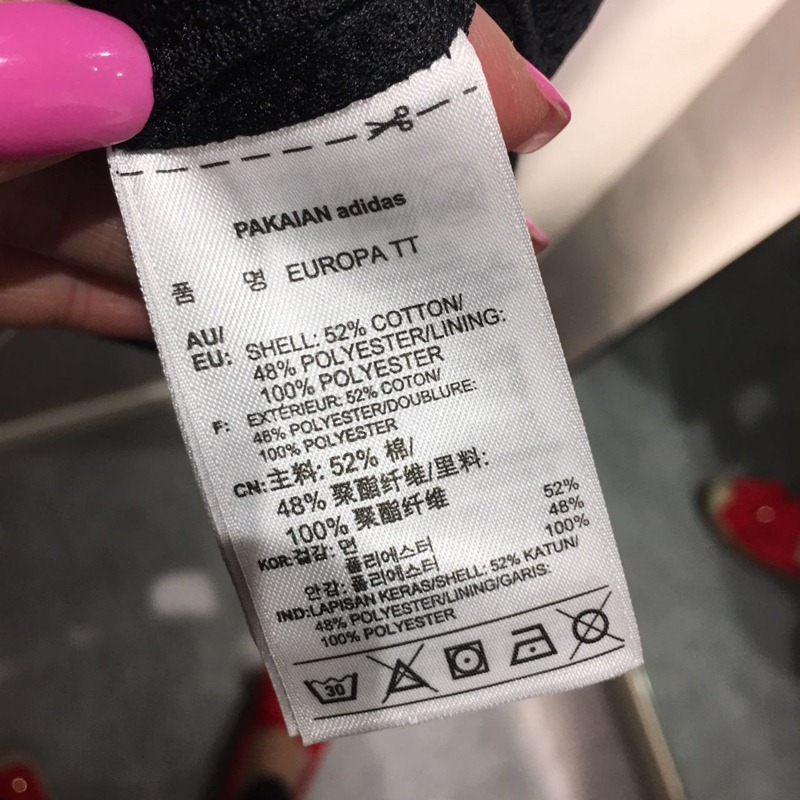 PAKAIAN adidas
품 명 EUROPA TT
AU/
EU: SHELL: 52% COTTON/
48% POLYESTER/LINING:
100% POLYESTER
F: EXTÉRIEUR: 52% COTON/
48% POLYESTER/DOUBLURE:
100% POLYESTER
CN: 主料: 52% 棉/
48% 聚酯纤维/里料:
100% 聚酯纤维
KOR: 겉감: 면 52%
폴리에스터 48%
안감: 폴리에스터 100%
IND: LAPISAN KERAS/SHELL: 52% KATUN/
48% POLYESTER/LINING/GARIS:
100% POLYESTER
30